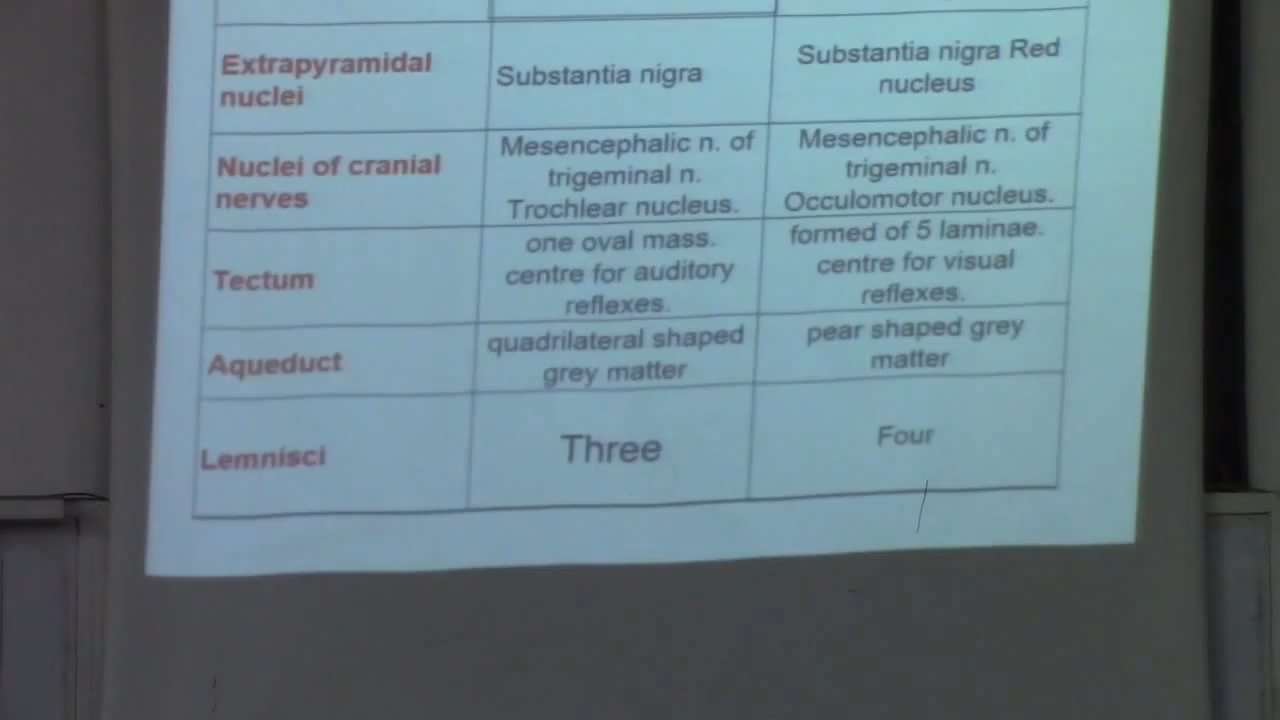 Extrapyramidal
nuclei
Substantia nigra
Substantia nigra Red
nucleus
Nuclei of cranial
nerves
Mesencephalic n. of
trigeminal n.
Trochlear nucleus.
Mesencephalic n. of
trigeminal n.
Occulomotor nucleus.
Tectum
one oval mass.
centre for auditory
reflexes.
formed of 5 laminae.
centre for visual
reflexes.
Aqueduct
quadrilateral shaped
grey matter
pear shaped grey
matter
Lemnisci
Three
Four